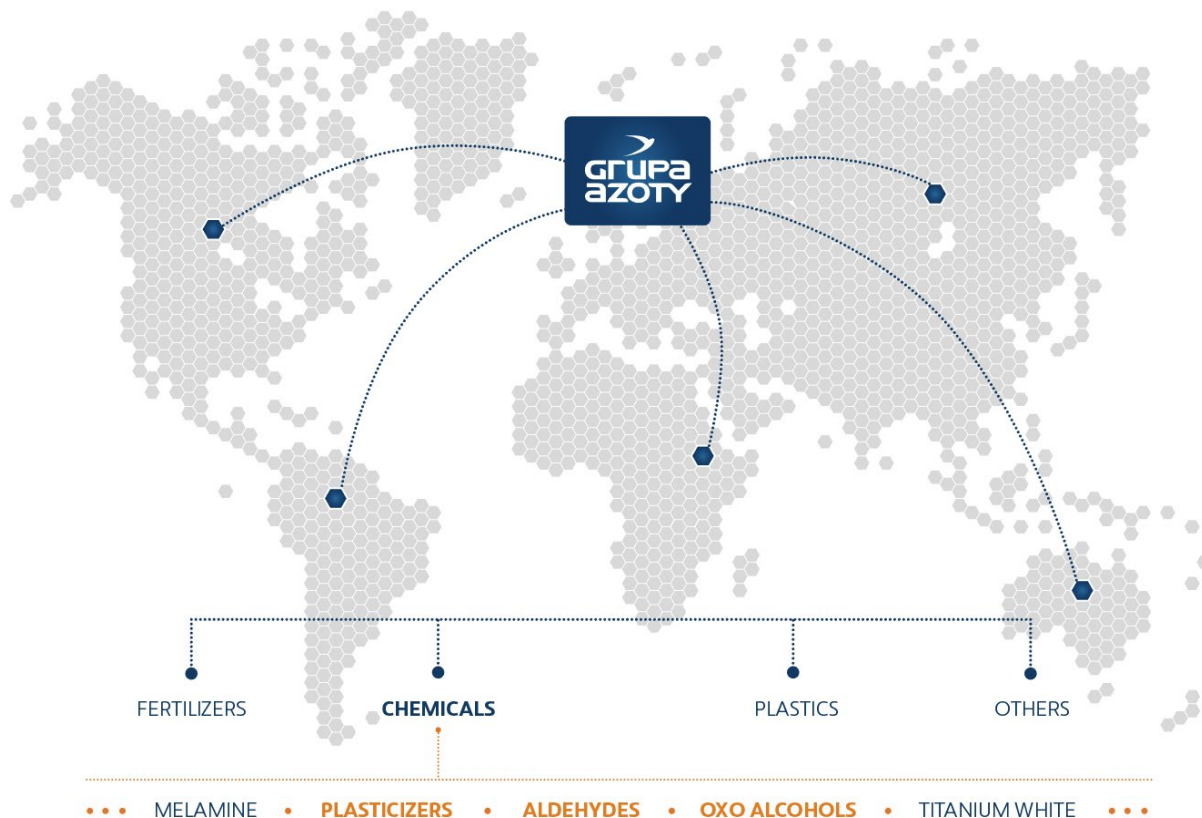 GRUPA
AZOTY
FERTILIZERS CHEMICALS PLASTICS OTHERS
••• MELAMINE • PLASTICIZERS • ALDEHYDES • OXO ALCOHOLS • TITANIUM WHITE •••